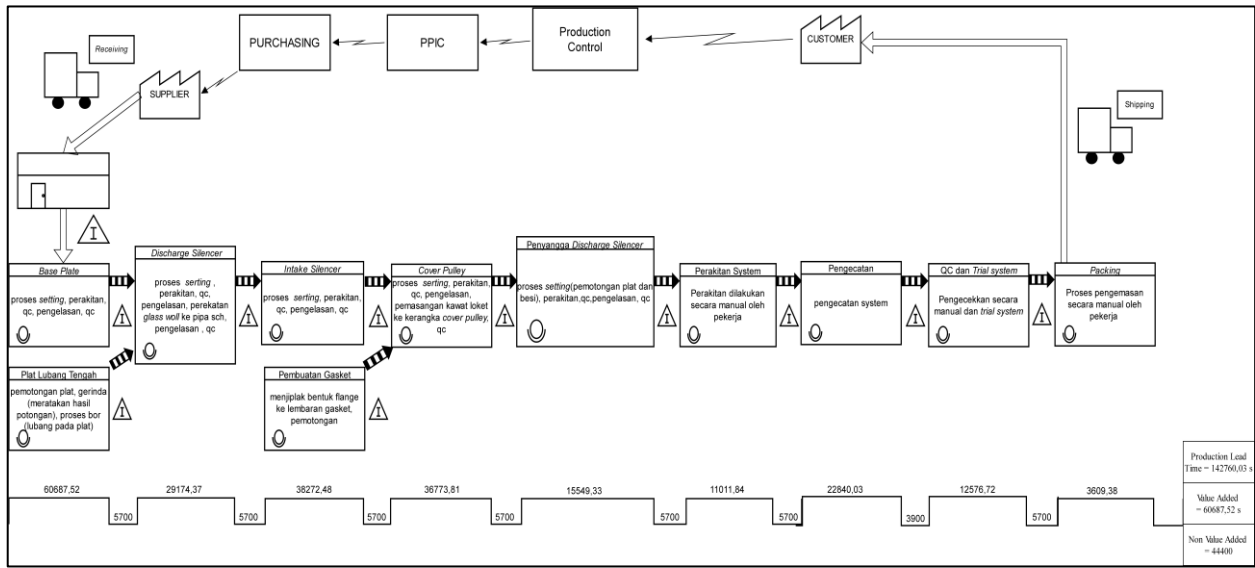 Receiving
PURCHASING
PPIC
Production
Control
CUSTOMER
SUPPLIER
Shipping
I
Base Plate
proses setting, perakitan,
qc, pengelasan, qc
I
Discharge Silencer
proses serting ,
perakitan, qc,
pengelasan, perekatan
glass woll ke pipa sch,
pengelasan , qc
I
Intake Silencer
proses serting, perakitan,
qc, pengelasan, qc
I
Cover Pulley
proses serting, perakitan,
qc, pengelasan,
pemasangan kawat loket
ke kerangka cover pulley,
qc
I
Penyangga Discharge Silencer
proses setting(pemotongan plat dan
besi), perakitan,qc,pengelasan, qc
I
Perakitan System
Perakitan dilakukan
secara manual oleh
pekerja
I
Pengecatan
pengecatan system
I
QC dan Trial system
Pengecekkan secara
manual dan trial system
I
Packing
Proses pengemasan secara
manual oleh
pekerja
Plat Lubang Tengah
pemotongan plat, gerinda
(meratakan hasil
potongan), proses bor
(lubang pada plat)
I
Pembuatan Gasket
menjiplak bentuk flange
ke lembaran gasket,
pemotongan
I
60687,52
29174,37
38272,48
36773,81
15549,33
11011,84
22840,03
12576,72
3609,38
5700
5700
5700
5700
5700
5700
3900
5700
Production Lead
Time = 142760,03 s
Value Added
= 60687,52 s
Non Value Added
= 44400